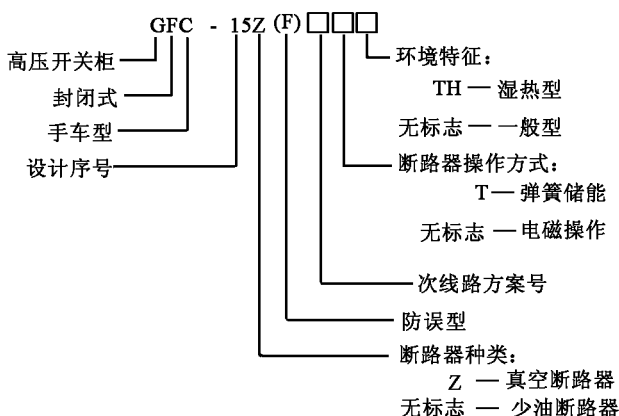 GFC - 15Z (F) □ □ □
高压开关柜
环境特征：
TH — 湿热型
封闭式
无标志 — 一般型
手车型
设计序号
断路器操作方式：
T— 弹簧储能
无标志 — 电磁操作
次线路方案号
防误型
断路器种类：
Z — 真空断路器
无标志 — 少油断路器